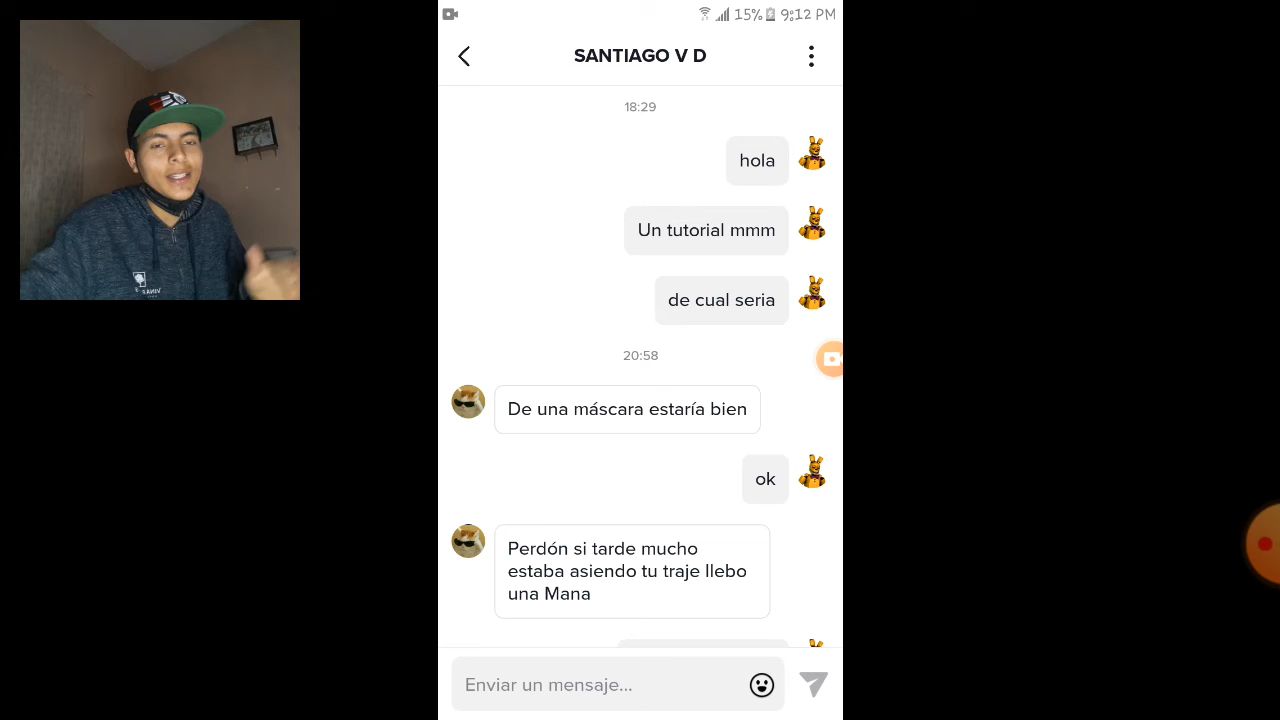 15% 9:12 PM
SANTIAGO V D
18:29
hola
Un tutorial mmm
de cual seria
20:58
De una máscara estaría bien
ok
Perdón si tarde mucho
estaba asiendo tu traje llebo
una Mana
Enviar un mensaje...